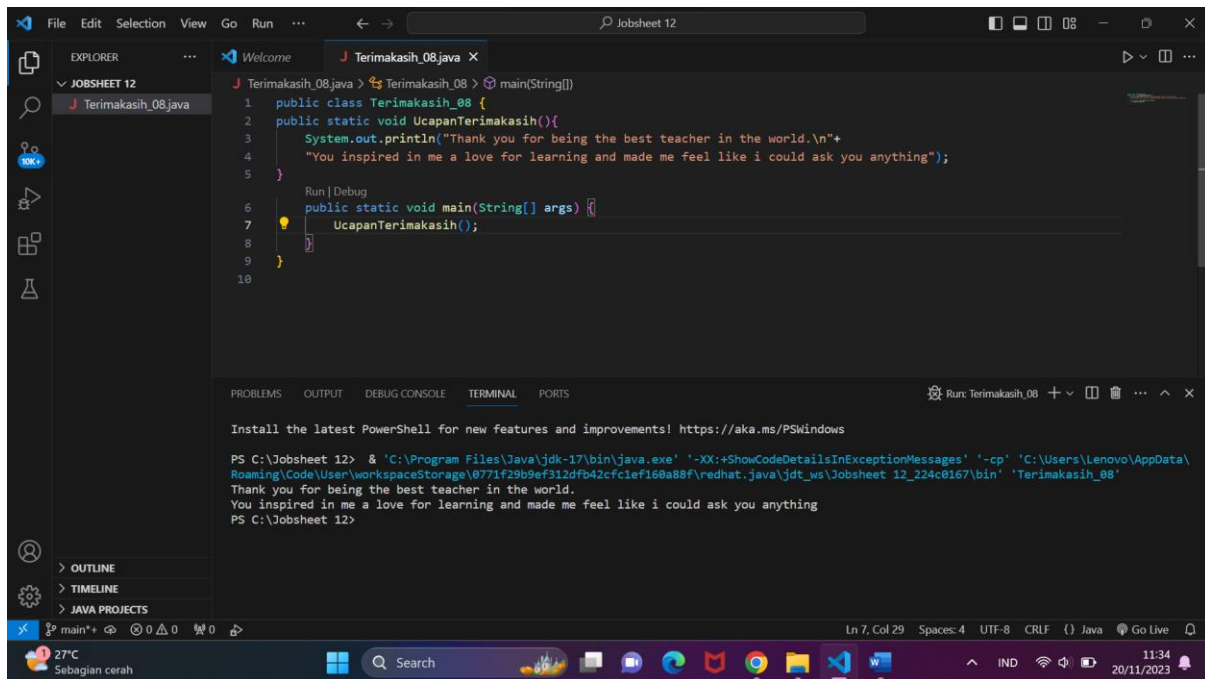 File Edit Selection View Go Run ··· Jobsheet 12
EXPLORER ···
JOBSHEET 12
Terimakasih_08.java
10K+
Welcome
J Terimakasih_08.java
J Terimakasih_08.java > Terimakasih_08 > main(String[])
1 public class Terimakasih_08 {
2 public static void UcapanTerimakasih(){
3 System.out.println("Thank you for being the best teacher in the world.\n"+
4 "You inspired in me a love for learning and made me feel like i could ask you anything");
5 }
Run | Debug
6 public static void main(String[] args) {
7 UcapanTerimakasih();
8 }
9 }
10
PROBLEMS OUTPUT DEBUG CONSOLE TERMINAL PORTS
Run: Terimakasih_08
Install the latest PowerShell for new features and improvements! https://aka.ms/PSWindows
PS C:\Jobsheet 12> & 'C:\Program Files\Java\jdk-17\bin\java.exe' '-XX:+ShowCodeDetailsInExceptionMessages' '-cp' 'C:\Users\Lenovo\AppData\
Roaming\Code\User\workspaceStorage\0771f29b9ef312dfb42cfc1ef160a88f\redhat.java\jdt_ws\Jobsheet 12_224c0167\bin' 'Terimakasih_08'
Thank you for being the best teacher in the world.
You inspired in me a love for learning and made me feel like i could ask you anything
PS C:\Jobsheet 12>
OUTLINE
TIMELINE
JAVA PROJECTS
main*+ 0 0 0
Ln 7, Col 29 Spaces: 4 UTF-8 CRLF {} Java Go Live
1
27°C
Sebagian cerah
Search
IND
11:34
20/11/2023